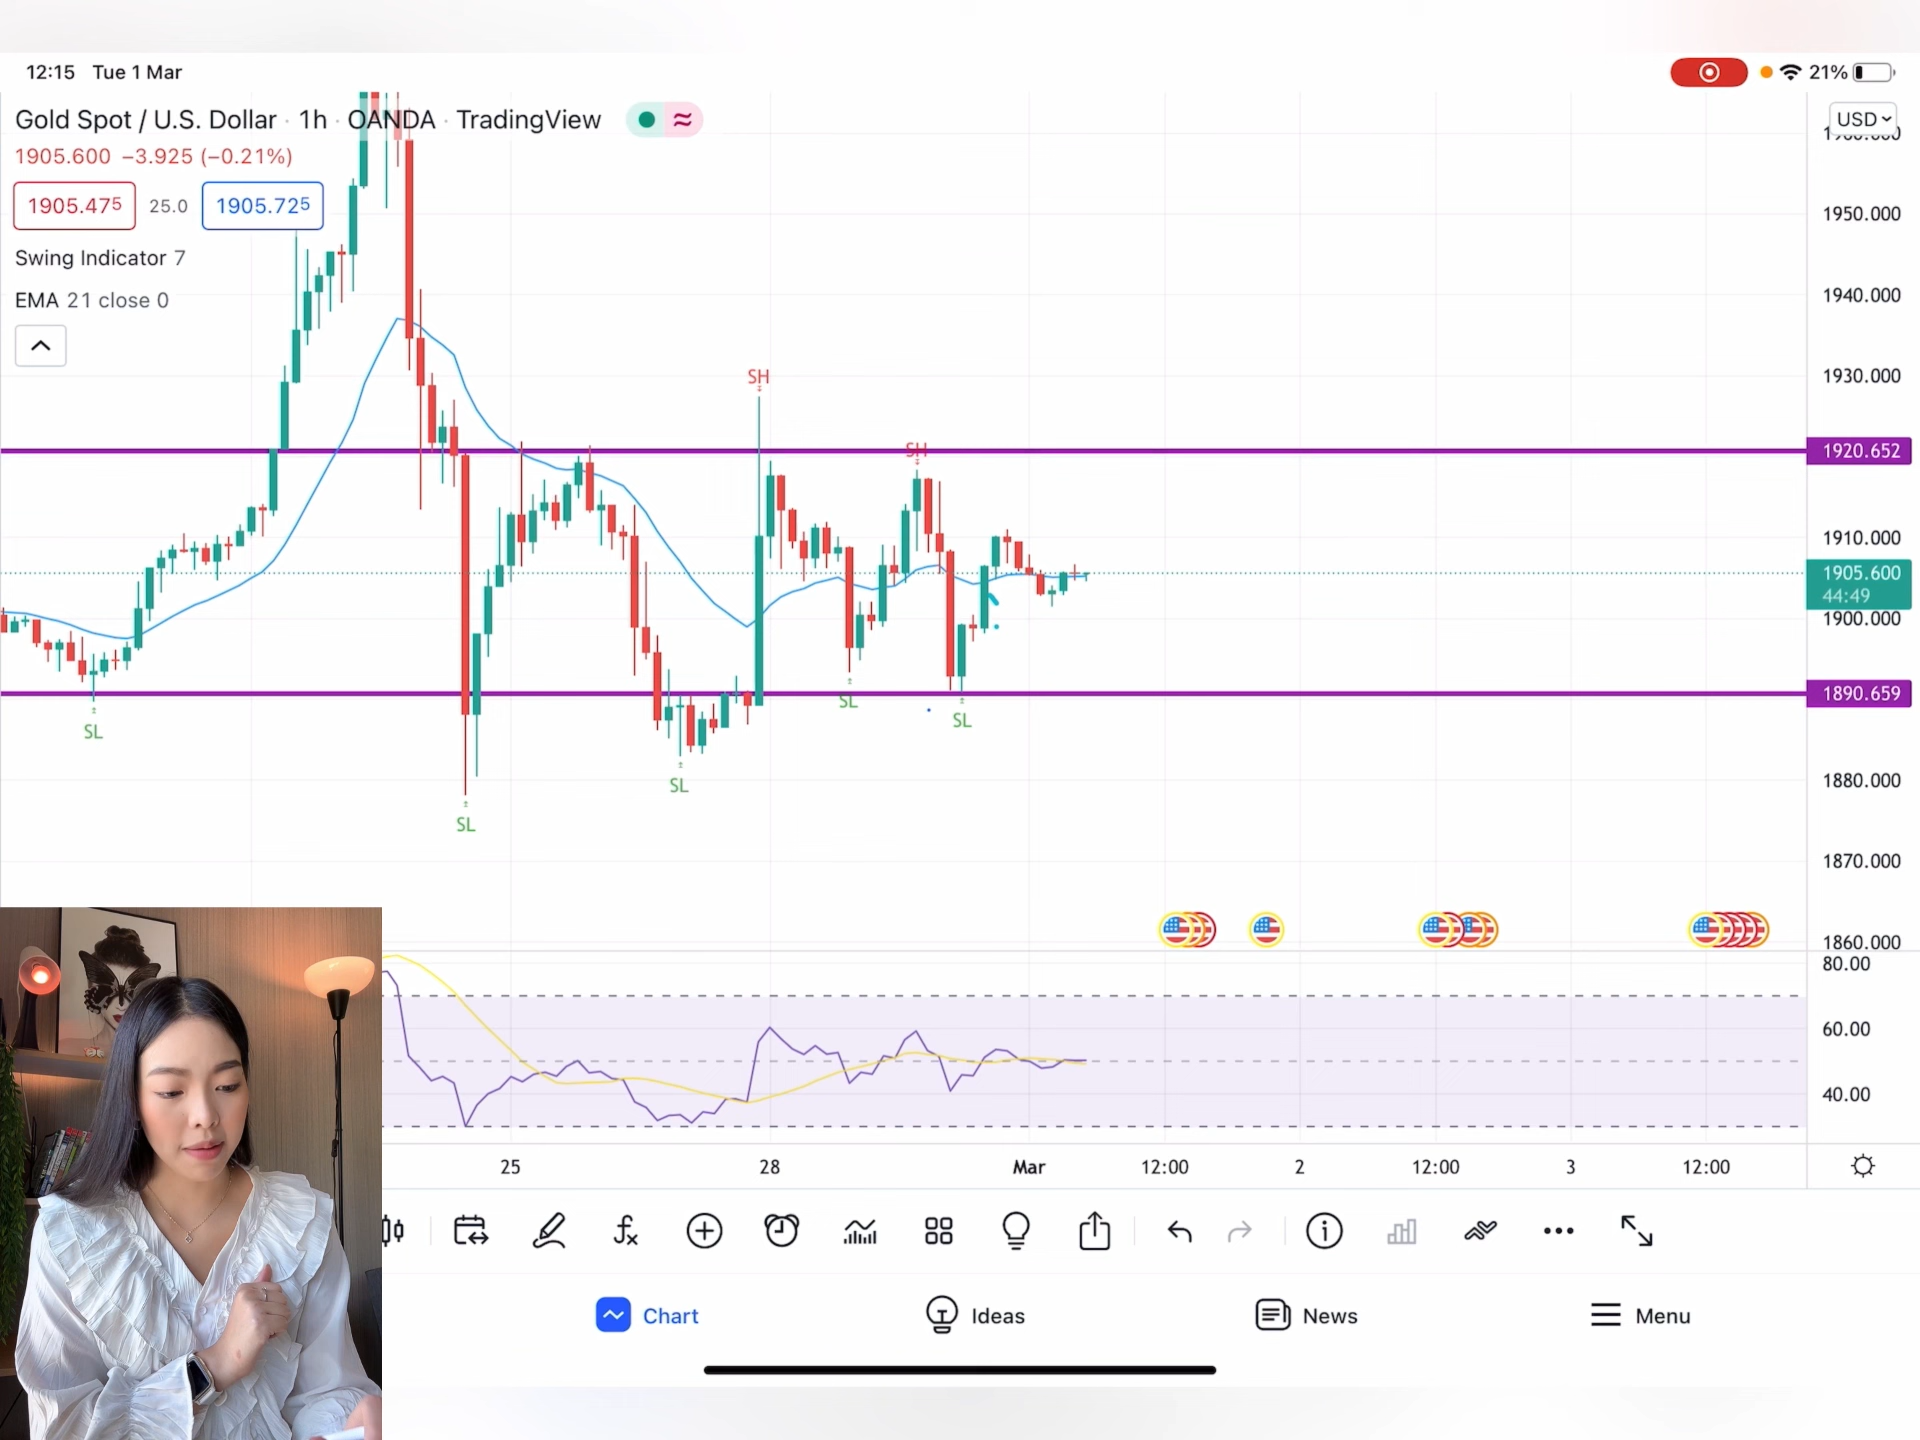 12:15 Tue 1 Mar
21%
Gold Spot / U.S. Dollar · 1h · OANDA · TradingView
USD
1905.600 −3.925 (−0.21%)
1905.475 25.0 1905.725
Swing Indicator 7
EMA 21 close 0
1950.000
1940.000
1930.000
1920.652
1910.000
1905.600
44:49
1900.000
1890.659
1880.000
1870.000
1860.000
SH
SH
SL
SL
SL
SL
SL
80.00
60.00
40.00
25 28 Mar 12:00 2 12:00 3 12:00
Chart Ideas News Menu